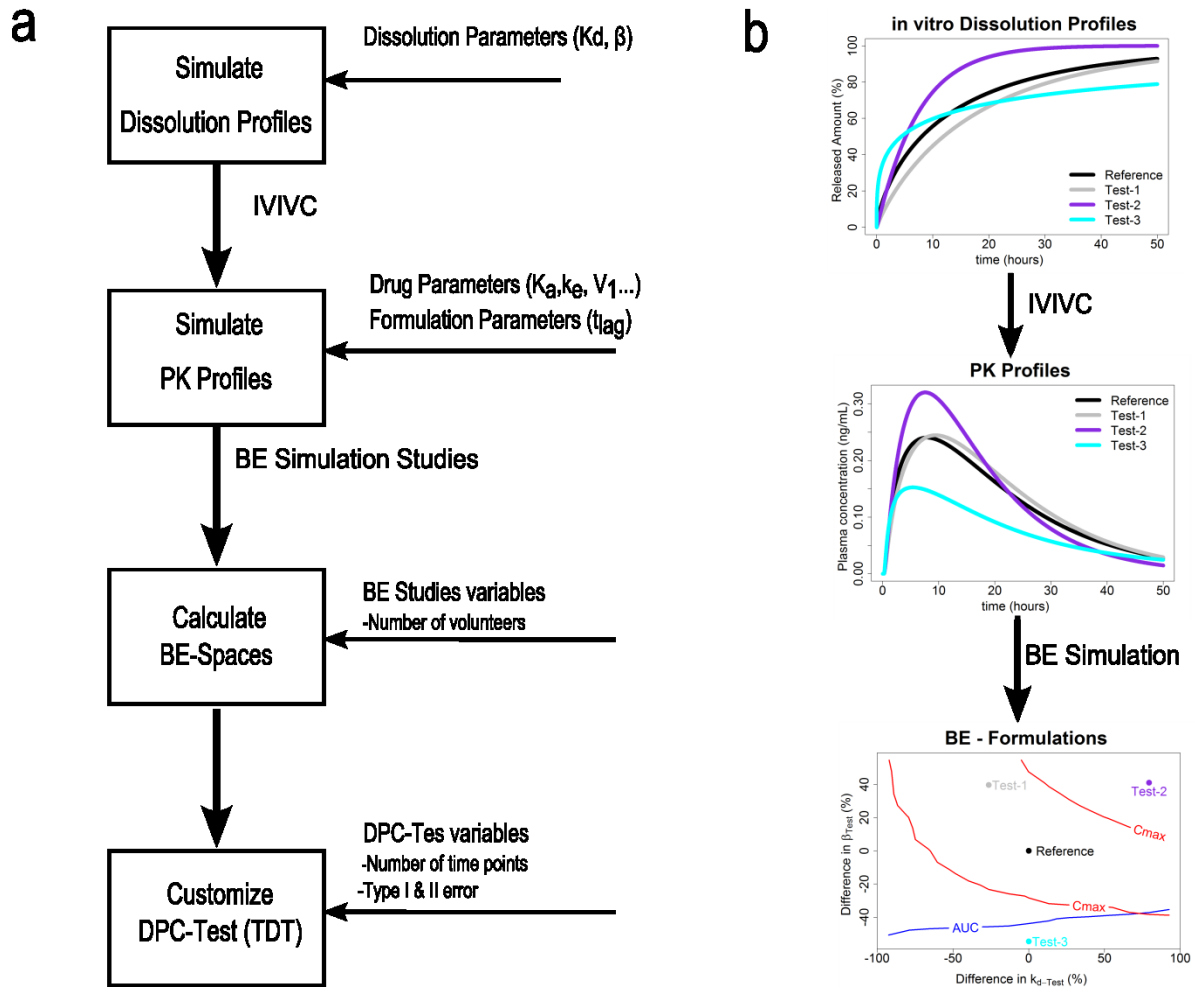 a
Simulate
Dissolution Profiles
Dissolution Parameters (Kd, β)
IVIVC
Simulate
PK Profiles
Drug Parameters (Ka,ke, V1...)
Formulation Parameters (tlag)
BE Simulation Studies
Calculate
BE-Spaces
BE Studies variables
-Number of volunteers
Customize
DPC-Test (TDT)
DPC-Tes variables
-Number of time points
-Type I & II error
b
in vitro Dissolution Profiles
Released Amount (%)
100
80
60
40
20
0
Reference
Test-1
Test-2
Test-3
0 10 20 30 40 50
time (hours)
IVIVC
PK Profiles
Plasma concentration (ng/mL)
0.30
0.20
0.10
0.00
Reference
Test-1
Test-2
Test-3
0 10 20 30 40 50
time (hours)
BE Simulation
BE - Formulations
Difference in βTest (%)
40
20
0
-20
-40
Test-1
Test-2
Cmax
Reference
Cmax
AUC
Test-3
-100 -50 0 50 100
Difference in kd-Test (%)